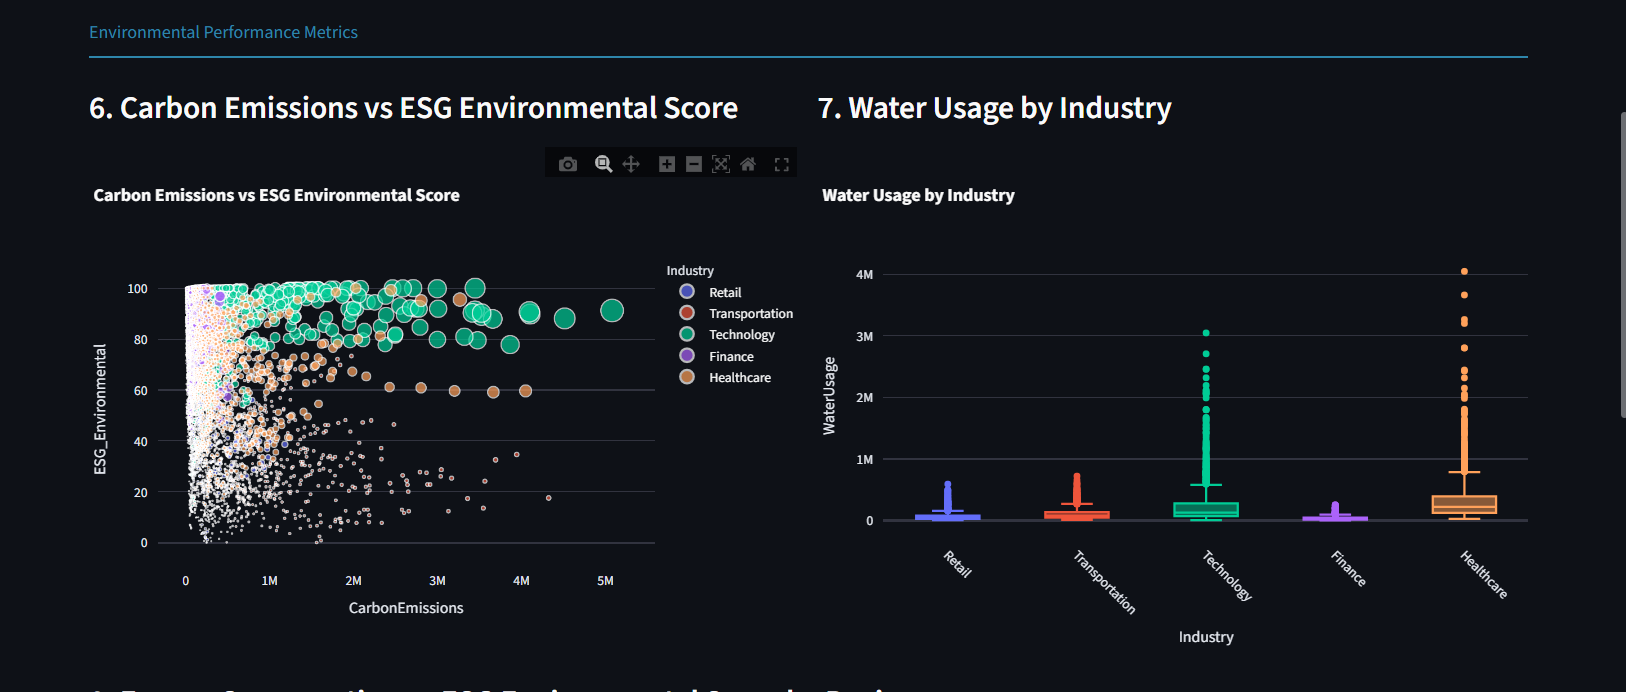 Environmental Performance Metrics
6. Carbon Emissions vs ESG Environmental Score
7. Water Usage by Industry
Carbon Emissions vs ESG Environmental Score
Industry
Retail
Transportation
Technology
Finance
Healthcare
100
80
60
40
20
0
ESG_Environmental
0 1M 2M 3M 4M 5M
CarbonEmissions
Water Usage by Industry
4M
3M
2M
1M
0
WaterUsage
Retail
Transportation
Technology
Finance
Healthcare
Industry